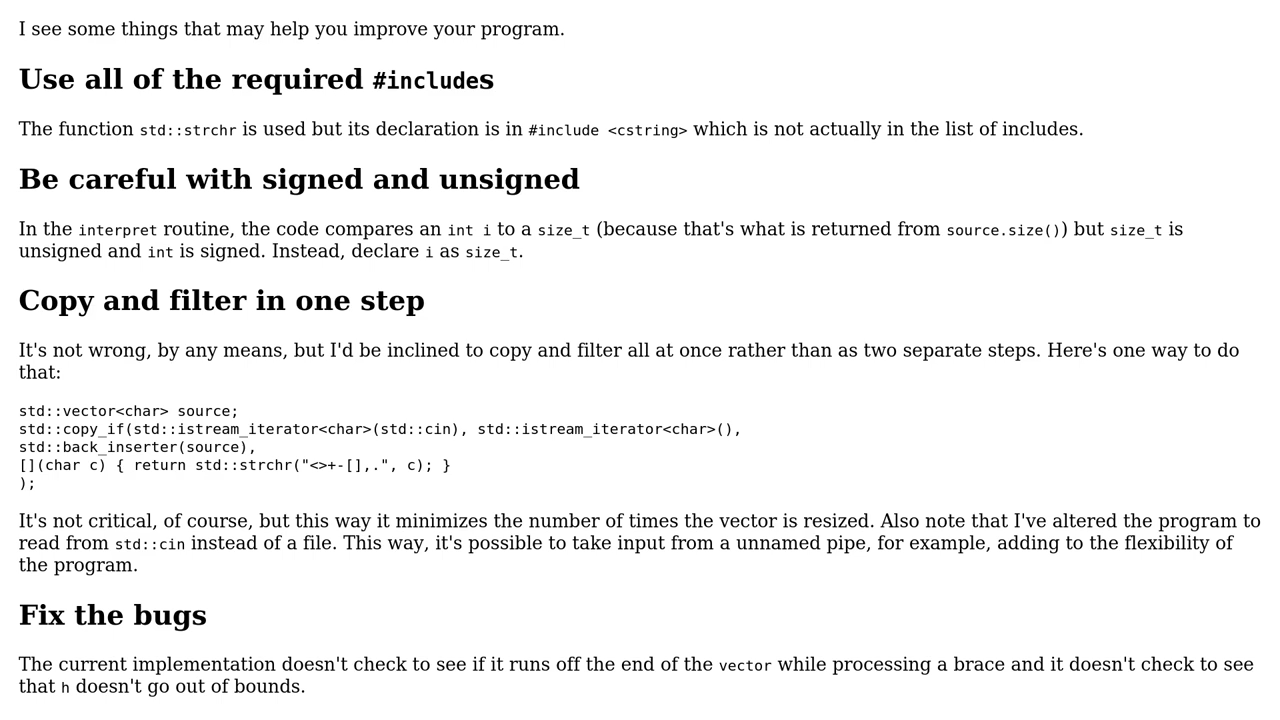 I see some things that may help you improve your program.
Use all of the required #includes
The function std::strchr is used but its declaration is in #include <cstring> which is not actually in the list of includes.
Be careful with signed and unsigned
In the interpret routine, the code compares an int i to a size_t (because that's what is returned from source.size()) but size_t is
unsigned and int is signed. Instead, declare i as size_t.
Copy and filter in one step
It's not wrong, by any means, but I'd be inclined to copy and filter all at once rather than as two separate steps. Here's one way to do
that:
std::vector<char> source;
std::copy_if(std::istream_iterator<char>(std::cin), std::istream_iterator<char>(),
std::back_inserter(source),
[](char c) { return std::strchr("<>+-[],.", c); }
);
It's not critical, of course, but this way it minimizes the number of times the vector is resized. Also note that I've altered the program to
read from std::cin instead of a file. This way, it's possible to take input from a unnamed pipe, for example, adding to the flexibility of
the program.
Fix the bugs
The current implementation doesn't check to see if it runs off the end of the vector while processing a brace and it doesn't check to see
that h doesn't go out of bounds.